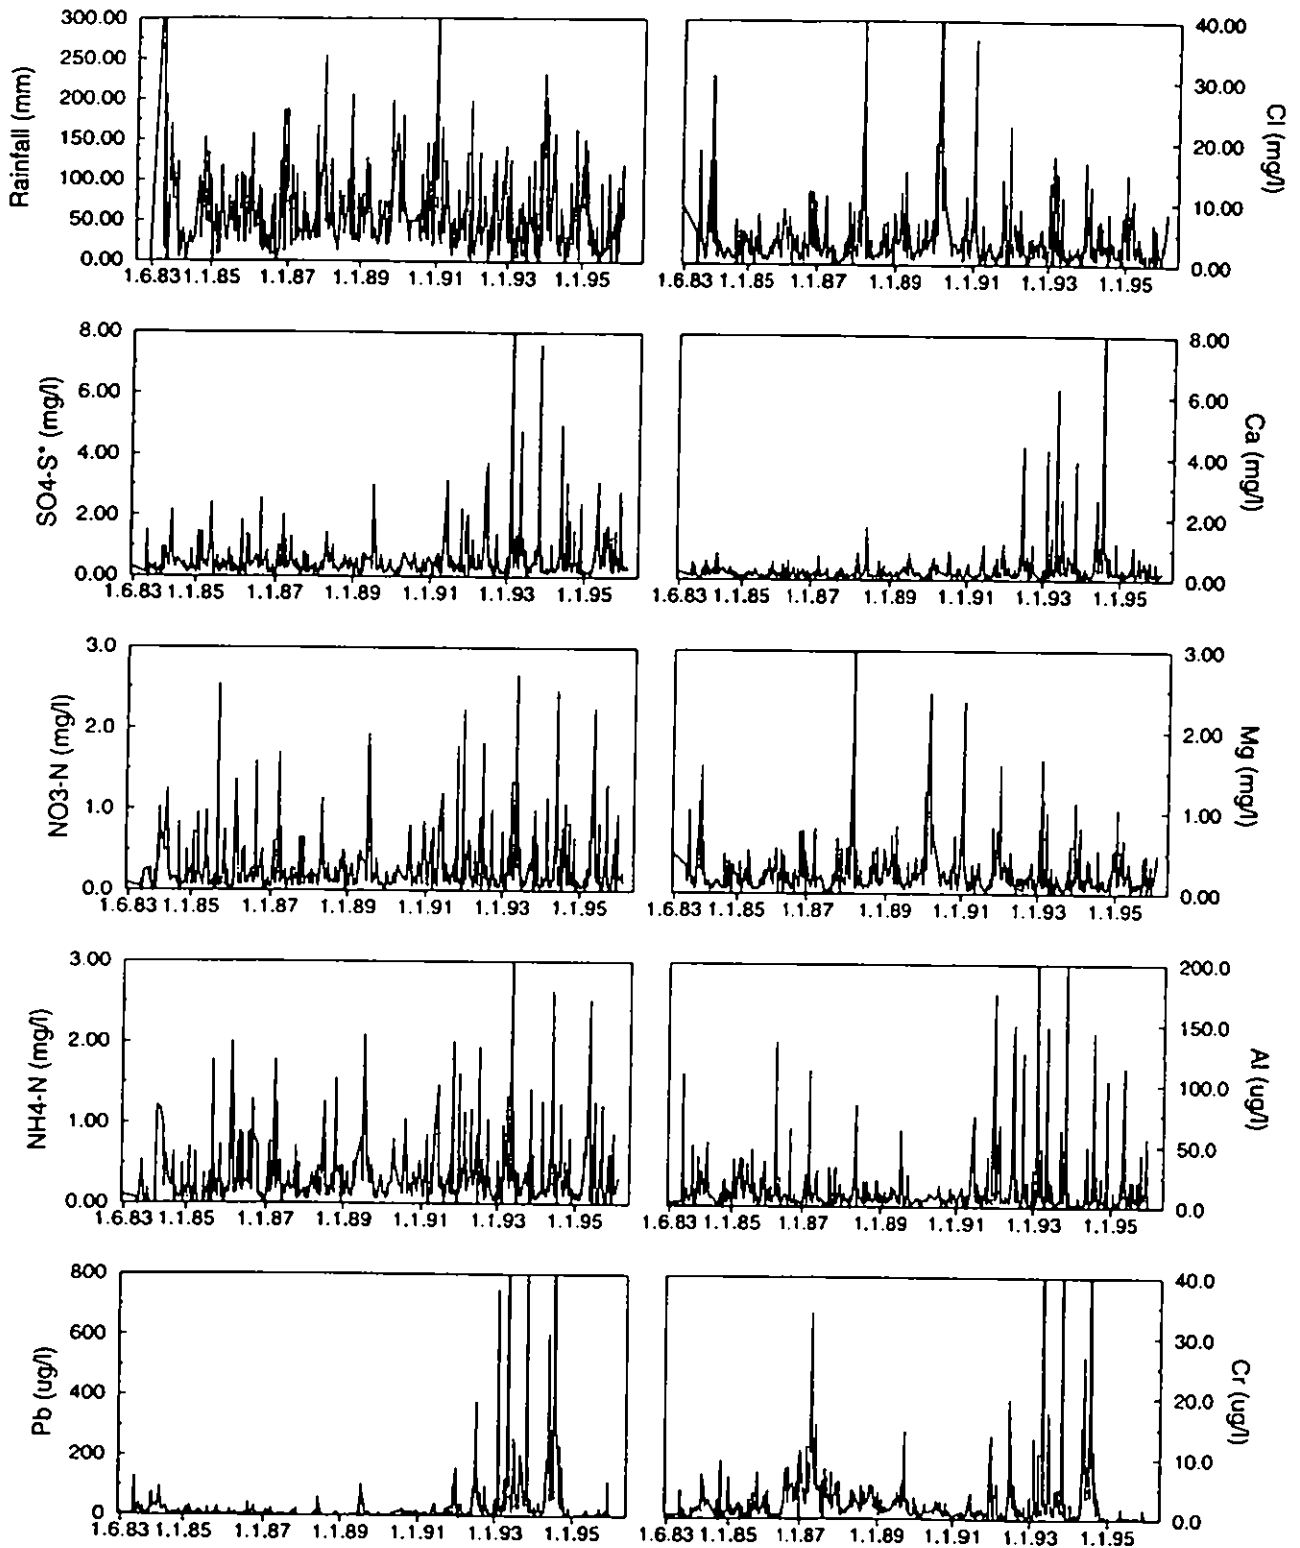 Rainfall (mm)
300.00
250.00
200.00
150.00
100.00
50.00
0.00
1.6.83 1.1.85 1.1.87 1.1.89 1.1.91 1.1.93 1.1.95
40.00
30.00
20.00
10.00
0.00
Cl (mg/l)
1.6.83 1.1.85 1.1.87 1.1.89 1.1.91 1.1.93 1.1.95
SO4-S* (mg/l)
8.00
6.00
4.00
2.00
0.00
1.6.83 1.1.85 1.1.87 1.1.89 1.1.91 1.1.93 1.1.95
8.00
6.00
4.00
2.00
0.00
Ca (mg/l)
1.6.83 1.1.85 1.1.87 1.1.89 1.1.91 1.1.93 1.1.95
NO3-N (mg/l)
3.0
2.0
1.0
0.0
1.6.83 1.1.85 1.1.87 1.1.89 1.1.91 1.1.93 1.1.95
3.00
2.00
1.00
0.00
Mg (mg/l)
1.6.83 1.1.85 1.1.87 1.1.89 1.1.91 1.1.93 1.1.95
NH4-N (mg/l)
3.00
2.00
1.00
0.00
1.6.83 1.1.85 1.1.87 1.1.89 1.1.91 1.1.93 1.1.95
200.0
150.0
100.0
50.0
0.0
Al (ug/l)
1.6.83 1.1.85 1.1.87 1.1.89 1.1.91 1.1.93 1.1.95
Pb (ug/l)
800
600
400
200
0
1.6.83 1.1.85 1.1.87 1.1.89 1.1.91 1.1.93 1.1.95
40.0
30.0
20.0
10.0
0.0
Cr (ug/l)
1.6.83 1.1.85 1.1.87 1.1.89 1.1.91 1.1.93 1.1.95